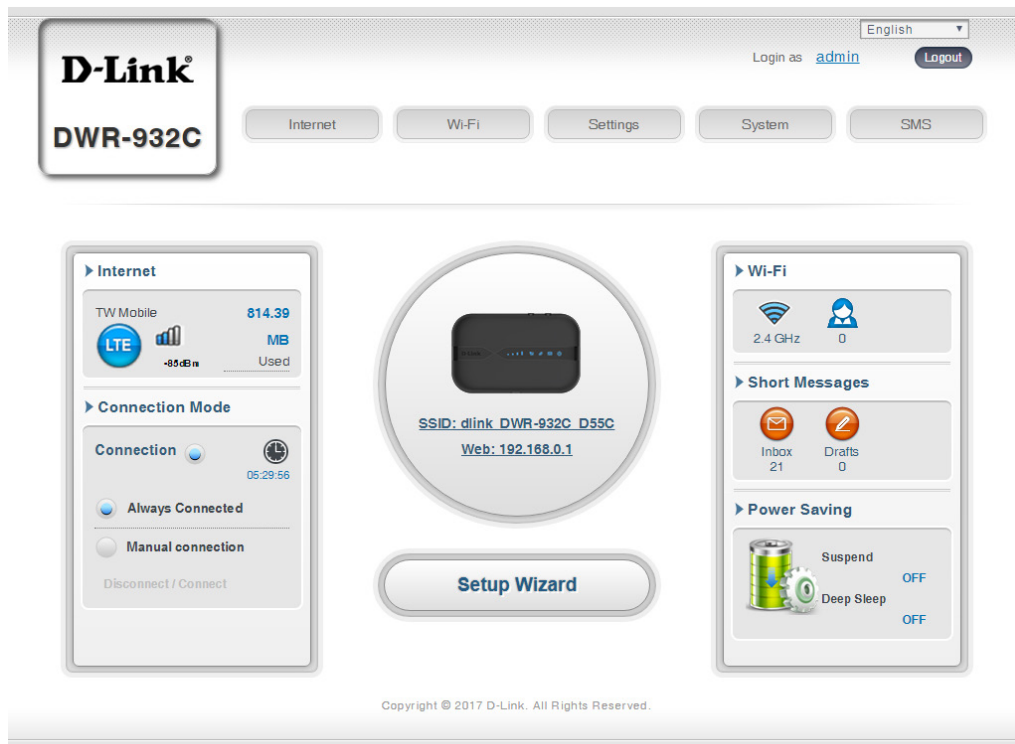 English
Login as admin Logout
D-Link®
DWR-932C
Internet Wi-Fi Settings System SMS
Internet
TW Mobile 814.39
MB
LTE
-85dBm Used
Connection Mode
Connection
05:29:56
Always Connected
Manual connection
Disconnect / Connect
SSID: dlink_DWR-932C_D55C
Web: 192.168.0.1
Setup Wizard
Wi-Fi
2.4 GHz 0
Short Messages
Inbox Drafts
21 0
Power Saving
Suspend
OFF
Deep Sleep
OFF
Copyright © 2017 D-Link. All Rights Reserved.